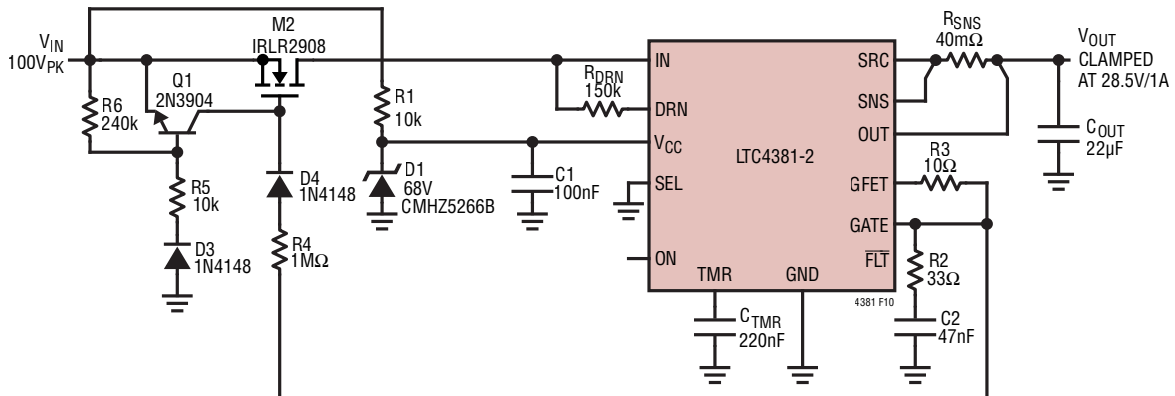 M2
IRLR2908
V_IN
100V_PK
Q1
2N3904
R6
240k
R5
10k
D3
1N4148
D4
1N4148
R4
1MΩ
R1
10k
D1
68V
CMHZ5266B
C1
100nF
R_DRN
150k
IN
DRN
V_CC
SEL
ON
TMR
GND
LTC4381-2
SRC
SNS
OUT
GFET
GATE
FLT
4381 F10
C_TMR
220nF
R_SNS
40mΩ
V_OUT
CLAMPED
AT 28.5V/1A
C_OUT
22µF
R3
10Ω
R2
33Ω
C2
47nF